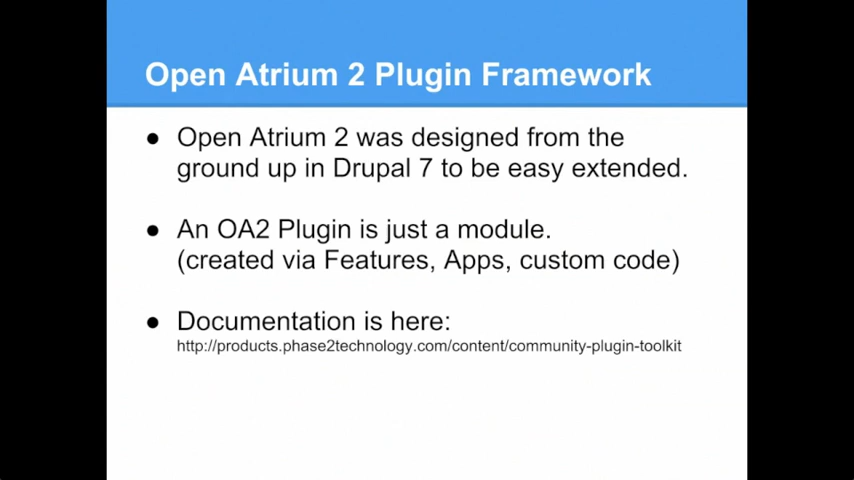 Open Atrium 2 Plugin Framework
● Open Atrium 2 was designed from the
ground up in Drupal 7 to be easy extended.
● An OA2 Plugin is just a module.
(created via Features, Apps, custom code)
● Documentation is here:
http://products.phase2technology.com/content/community-plugin-toolkit